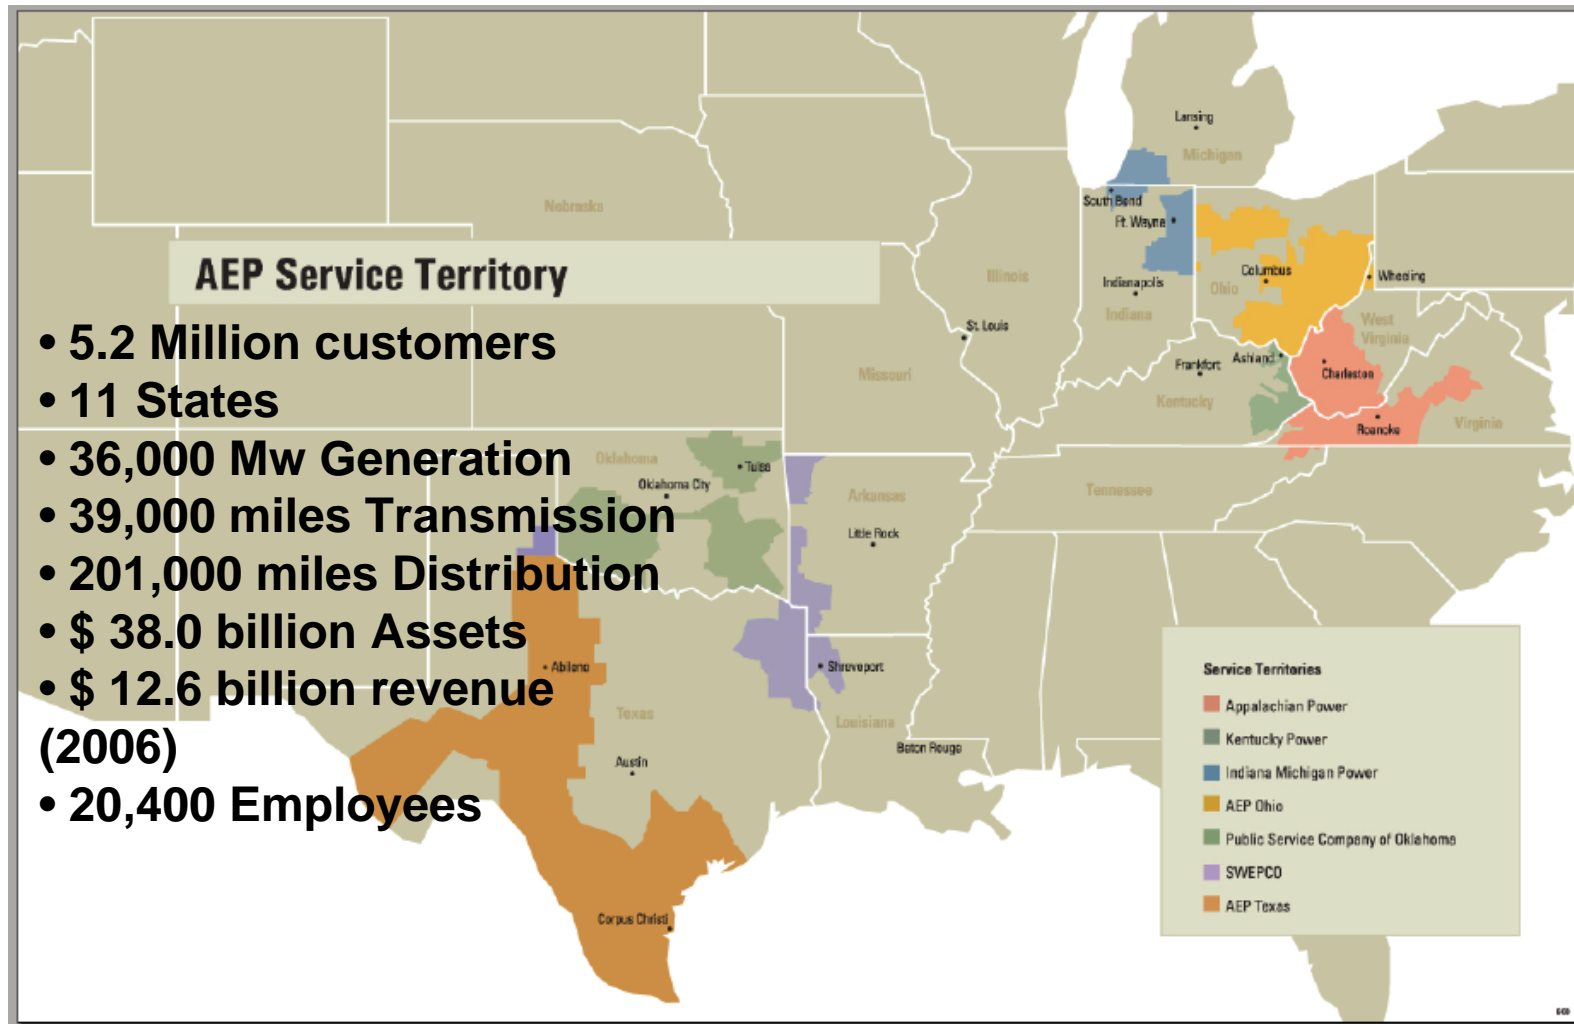 Lansing
Michigan
Nebraska
South Bend
Ft. Wayne
AEP Service Territory
Illinois
Indianapolis
Indiana
Columbus
Ohio
Wheeling
• 5.2 Million customers
• 11 States
• 36,000 Mw Generation
• 39,000 miles Transmission
• 201,000 miles Distribution
• $ 38.0 billion Assets
• $ 12.6 billion revenue
(2006)
• 20,400 Employees
St. Louis
Missouri
West
Virginia
Frankfort
Ashland
Charleston
Kentucky
Roanoke
Virginia
Oklahoma
Tulsa
Oklahoma City
Arkansas
Little Rock
Tennessee
Abilene
Shreveport
Texas
Louisiana
Austin
Baton Rouge
Corpus Christi
Service Territories
Appalachian Power
Kentucky Power
Indiana Michigan Power
AEP Ohio
Public Service Company of Oklahoma
SWEPCO
AEP Texas